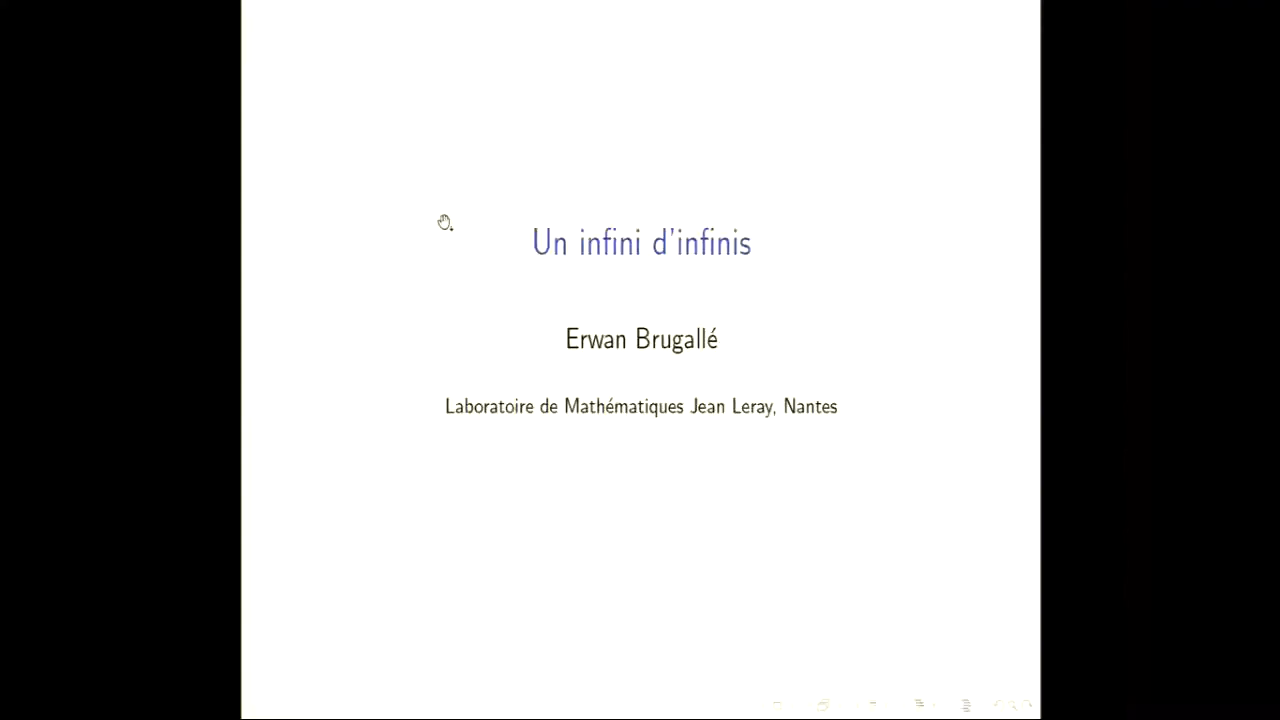 Un infini d'infinis
Erwan Brugallé
Laboratoire de Mathématiques Jean Leray, Nantes